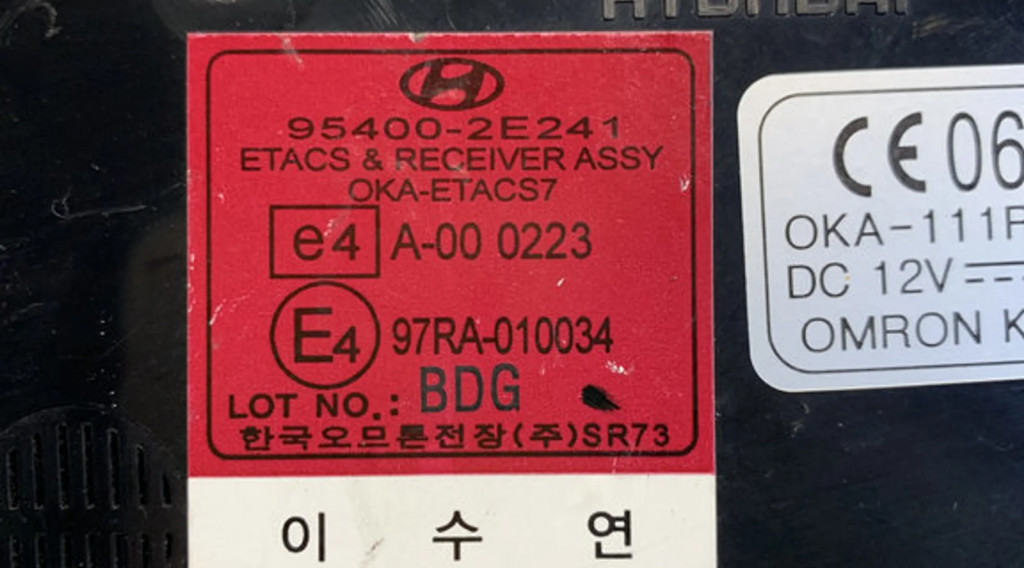 HYUNDAI
95400-2E241
ETACS & RECEIVER ASSY
OKA-ETACS7
e4 A-00 0223
E4 97RA-010034
LOT NO.: BDG
한국오므론전장(주)SR73
이 수 연
CE 06
OKA-111
DC 12V
OMRON K